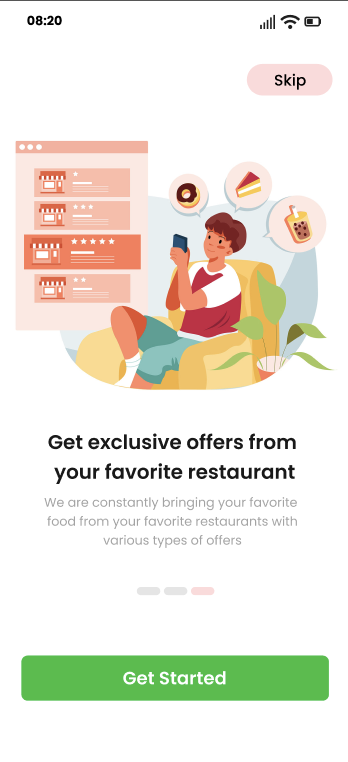 08:20
Skip
Get exclusive offers from
your favorite restaurant
We are constantly bringing your favorite
food from your favorite restaurants with
various types of offers
Get Started